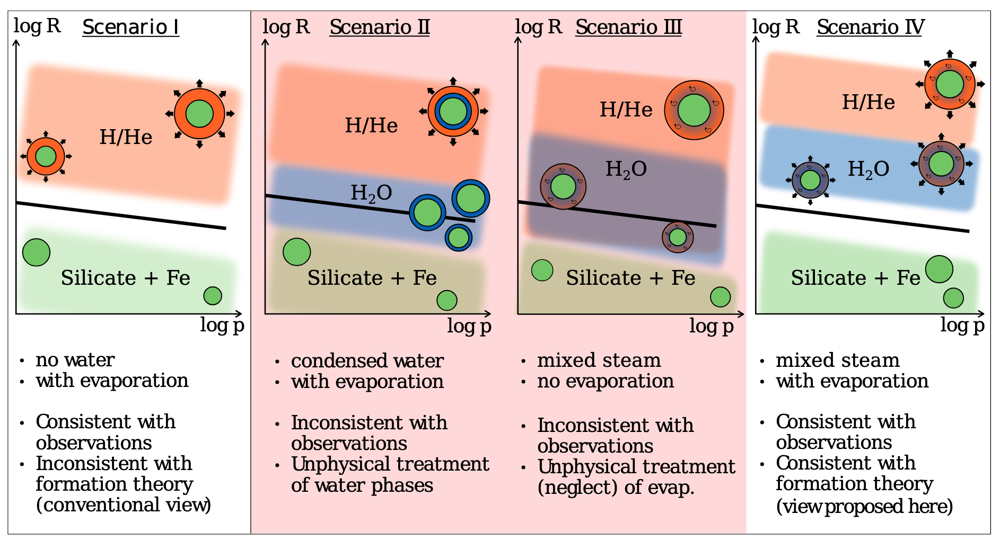 log R Scenario I
H/He
Silicate + Fe
log p
· no water
· with evaporation
· Consistent with
observations
· Inconsistent with
formation theory
(conventional view)
log R Scenario II
H/He
H₂O
Silicate + Fe
log p
· condensed water
· with evaporation
· Inconsistent with
observations
· Unphysical treatment
of water phases
log R Scenario III
H/He
H₂O
Silicate + Fe
log p
· mixed steam
· no evaporation
· Inconsistent with
observations
· Unphysical treatment
(neglect) of evap.
log R Scenario IV
H/He
H₂O
Silicate + Fe
log p
· mixed steam
· with evaporation
· Consistent with
observations
· Consistent with
formation theory
(view proposed here)